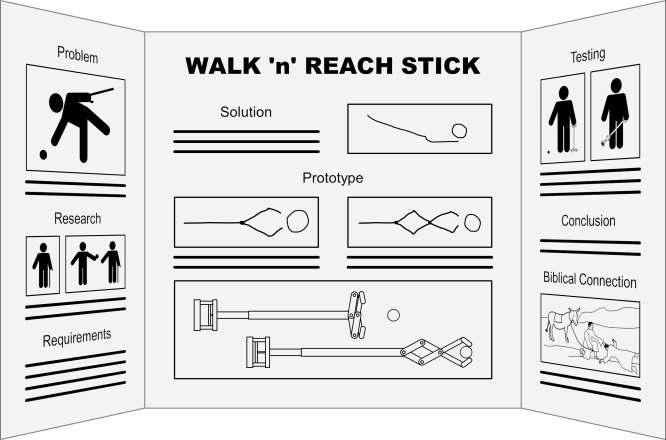 Problem
Research
Requirements
WALK 'n' REACH STICK
Solution
Prototype
Testing
Conclusion
Biblical Connection